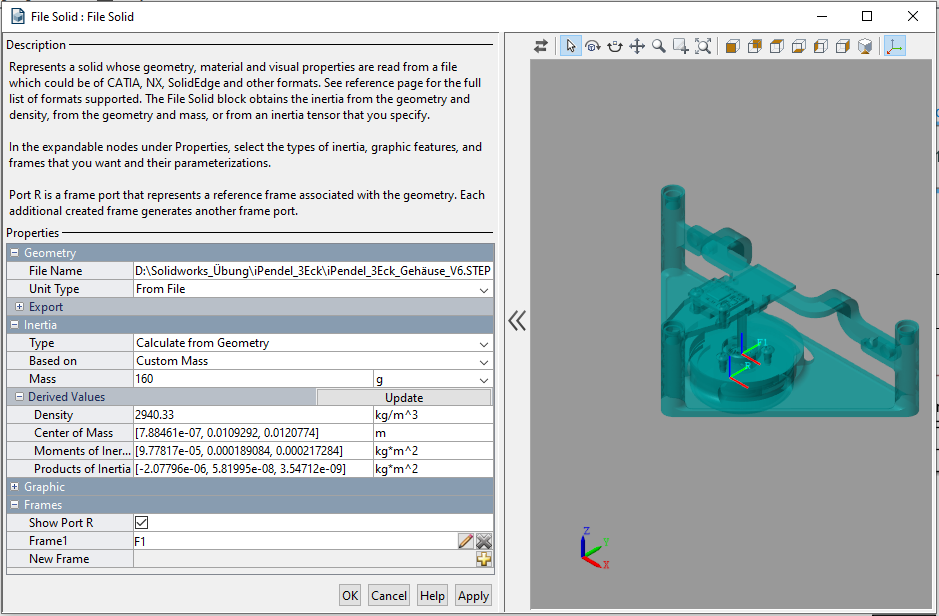 File Solid : File Solid
Description
Represents a solid whose geometry, material and visual properties are read from a file
which could be of CATIA, NX, SolidEdge and other formats. See reference page for the full
list of formats supported. The File Solid block obtains the inertia from the geometry and
density, from the geometry and mass, or from an inertia tensor that you specify.
In the expandable nodes under Properties, select the types of inertia, graphic features, and
frames that you want and their parameterizations.
Port R is a frame port that represents a reference frame associated with the geometry. Each
additional created frame generates another frame port.
Properties
Geometry
File Name D:\Solidworks_Übung\iPendel_3Eck\iPendel_3Eck_Gehäuse_V6.STEP
Unit Type From File
Export
Inertia
Type Calculate from Geometry
Based on Custom Mass
Mass 160 g
Derived Values Update
Density 2940.33 kg/m^3
Center of Mass [7.88461e-07, 0.0109292, 0.0120774] m
Moments of Iner... [9.77817e-05, 0.000189084, 0.000217284] kg*m^2
Products of Inertia [-2.07796e-06, 5.81995e-08, 3.54712e-09] kg*m^2
Graphic
Frames
Show Port R
Frame1 F1
New Frame
OK Cancel Help Apply
F1
R
Z
Y
X